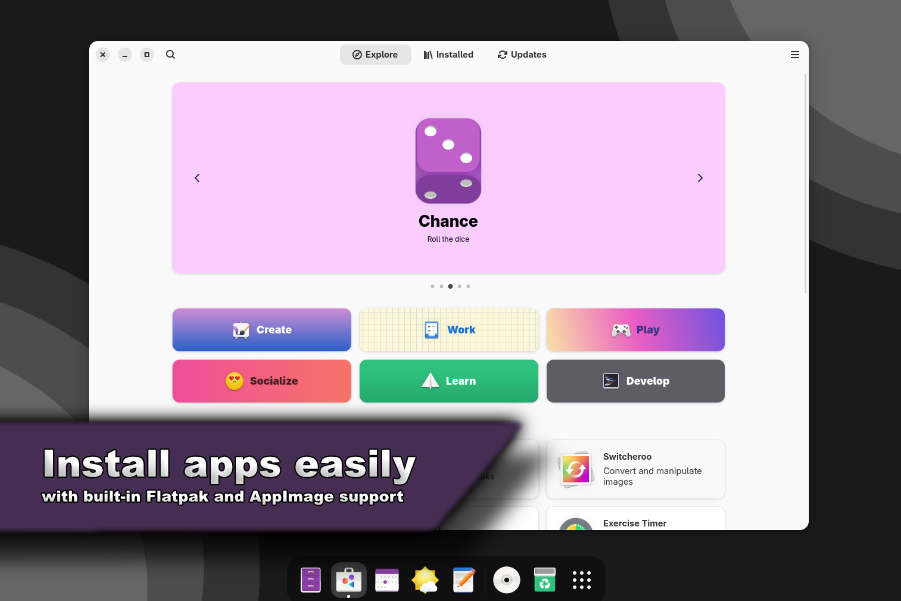 Explore
Installed
Updates
Chance
Roll the dice
Create
Work
Play
Socialize
Learn
Develop
Switcheroo
Convert and manipulate
images
Exercise Timer
Install apps easily
with built-in Flatpak and AppImage support